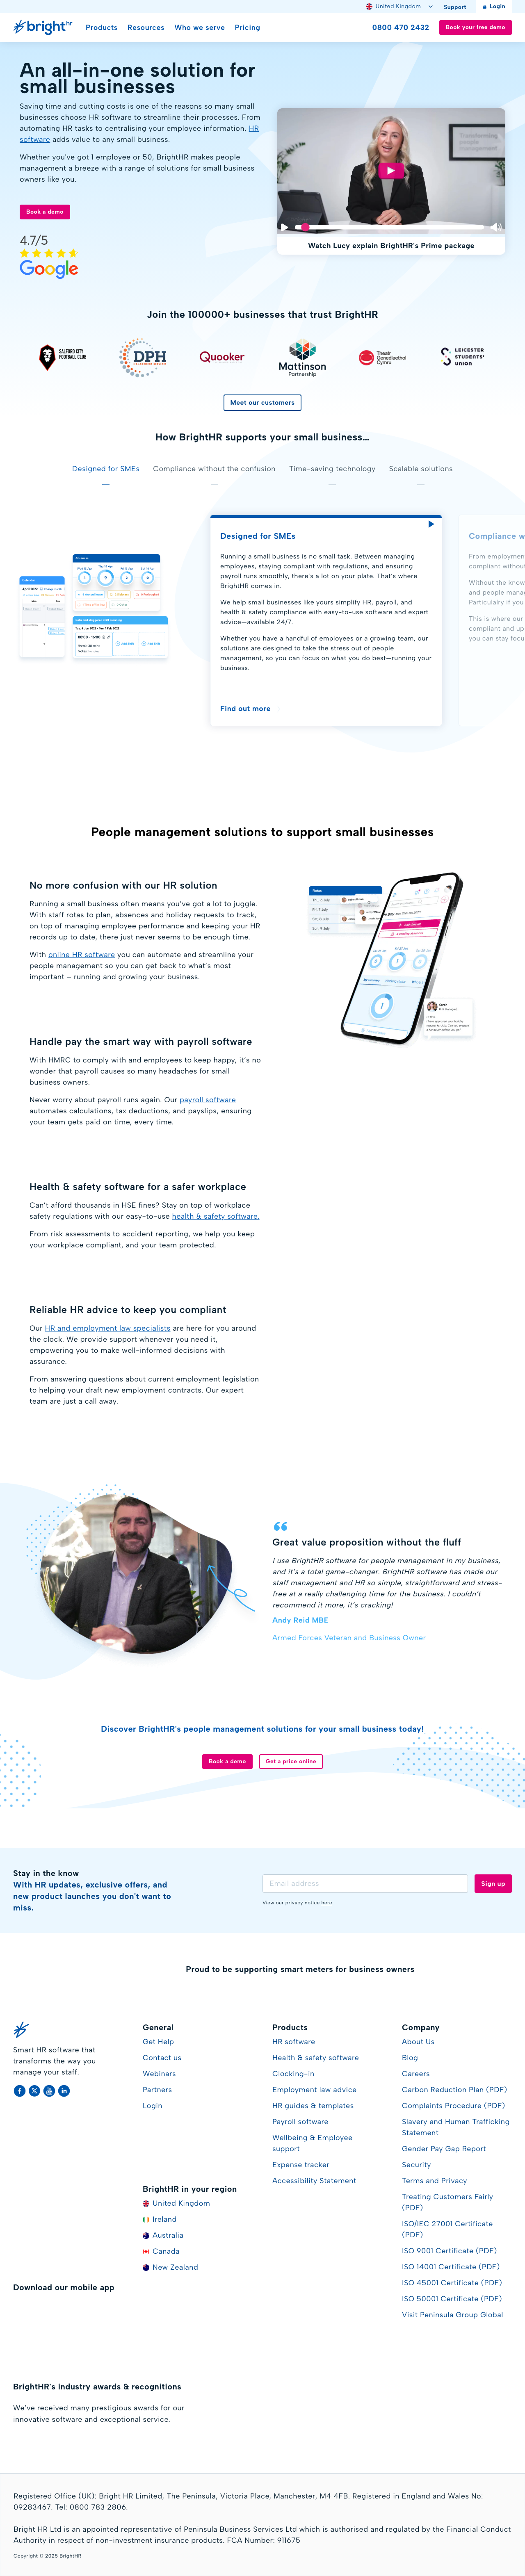 United Kingdom
Support
Login
brighthr
Products
Resources
Who we serve
Pricing
0800 470 2432
Book your free demo
An all-in-one solution for
small businesses
Saving time and cutting costs is one of the reasons so many small
businesses choose HR software to streamline their processes. From
automating HR tasks to centralising your employee information, HR
software adds value to any small business.
Whether you've got 1 employee or 50, BrightHR makes people
management a breeze with a range of solutions for small business
owners like you.
Book a demo
4.7/5
Google
Watch Lucy explain BrightHR's Prime package
Join the 100000+ businesses that trust BrightHR
SALFORD CITY
FOOTBALL CLUB
DPH
Quooker
Mattinson
Partnership
Theatr
Genedlaethol
Cymru
LEICESTER
STUDENTS'
UNION
Meet our customers
How BrightHR supports your small business...
Designed for SMEs
Compliance without the confusion
Time-saving technology
Scalable solutions
Designed for SMEs
Running a small business is no small task. Between managing
employees, staying compliant with regulations, and ensuring
payroll runs smoothly, there's a lot on your plate. That's where
BrightHR comes in.
We help small businesses like yours simplify HR, payroll, and
health & safety compliance with easy-to-use software and expert
advice—available 24/7.
Whether you have a handful of employees or a growing team, our
solutions are designed to take the stress out of people
management, so you can focus on what you do best—running your
business.
Find out more
Compliance w
From employmen
compliant withou
Without the know
and people manag
Particularly if you
This is where our
compliant and up
you can stay focu
People management solutions to support small businesses
No more confusion with our HR solution
Running a small business often means you've got a lot to juggle.
With staff rotas to plan, absences and holiday requests to track,
on top of managing employee performance and keeping your HR
records up to date, there just never seems to be enough time.
With online HR software you can automate and streamline your
people management so you can get back to what's most
important – running and growing your business.
Handle pay the smart way with payroll software
With HMRC to comply with and employees to keep happy, it's no
wonder that payroll causes so many headaches for small
business owners.
Never worry about payroll runs again. Our payroll software
automates calculations, tax deductions, and payslips, ensuring
your team gets paid on time, every time.
Health & safety software for a safer workplace
Can't afford thousands in HSE fines? Stay on top of workplace
safety regulations with our easy-to-use health & safety software.
From risk assessments to accident reporting, we help you keep
your workplace compliant, and your team protected.
Reliable HR advice to keep you compliant
Our HR and employment law specialists are here for you around
the clock. We provide support whenever you need it,
empowering you to make well-informed decisions with
assurance.
From answering questions about current employment legislation
to helping your draft new employment contracts. Our expert
team are just a call away.
Great value proposition without the fluff
I use BrightHR software for people management in my business,
and it's a total game-changer. BrightHR software has made our
staff management and HR so simple, straightforward and stress-
free at a really challenging time for the business. I couldn't
recommend it more, it's cracking!
Andy Reid MBE
Armed Forces Veteran and Business Owner
Discover BrightHR's people management solutions for your small business today!
Book a demo
Get a price online
Stay in the know
With HR updates, exclusive offers, and
new product launches you don't want to
miss.
Email address
Sign up
View our privacy notice here
Proud to be supporting smart meters for business owners
Smart HR software that
transforms the way you
manage your staff.
Download our mobile app
General
Get Help
Contact us
Webinars
Partners
Login
BrightHR in your region
United Kingdom
Ireland
Australia
Canada
New Zealand
Products
HR software
Health & safety software
Clocking-in
Employment law advice
HR guides & templates
Payroll software
Wellbeing & Employee
support
Expense tracker
Accessibility Statement
Company
About Us
Blog
Careers
Carbon Reduction Plan (PDF)
Complaints Procedure (PDF)
Slavery and Human Trafficking
Statement
Gender Pay Gap Report
Security
Terms and Privacy
Treating Customers Fairly
(PDF)
ISO/IEC 27001 Certificate
(PDF)
ISO 9001 Certificate (PDF)
ISO 14001 Certificate (PDF)
ISO 45001 Certificate (PDF)
ISO 50001 Certificate (PDF)
Visit Peninsula Group Global
BrightHR's industry awards & recognitions
We've received many prestigious awards for our
innovative software and exceptional service.
Registered Office (UK): Bright HR Limited, The Peninsula, Victoria Place, Manchester, M4 4FB. Registered in England and Wales No:
09283467. Tel: 0800 783 2806.
Bright HR Ltd is an appointed representative of Peninsula Business Services Ltd which is authorised and regulated by the Financial Conduct
Authority in respect of non-investment insurance products. FCA Number: 911675
Copyright © 2025 BrightHR